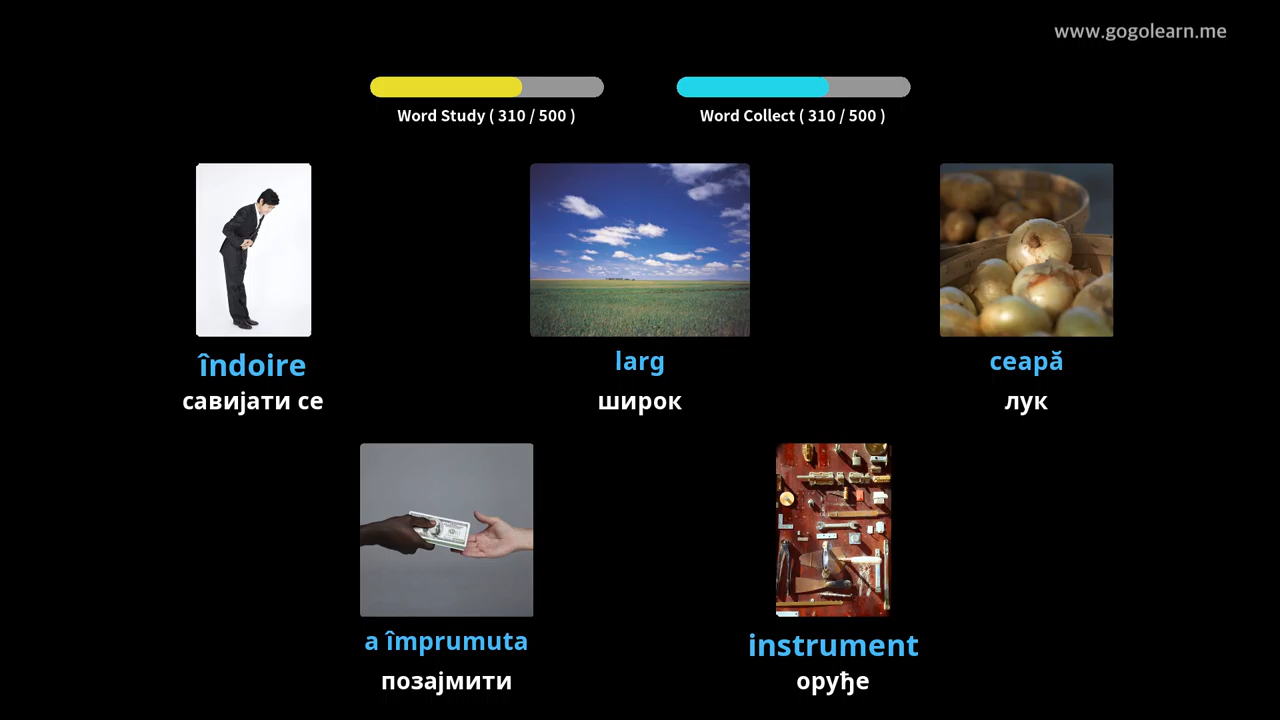 www.gogolearn.me
Word Study ( 310 / 500 )
Word Collect ( 310 / 500 )
îndoire
савијати се
larg
широк
ceapă
лук
a împrumuta
позајмити
instrument
оруђе